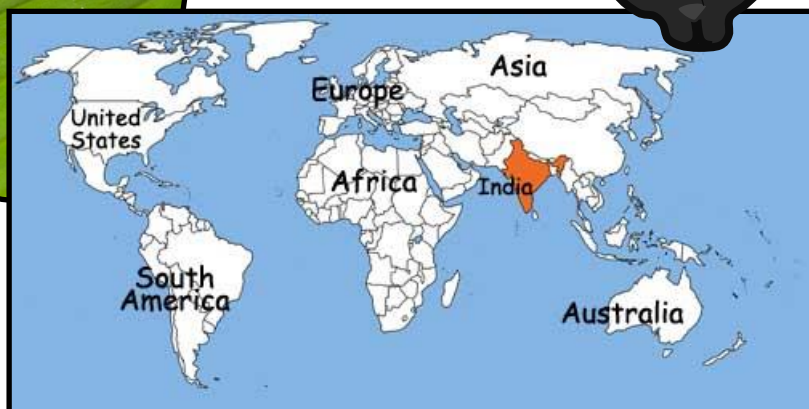 Asia
Europe
United
States
Africa
India
South
America
Australia